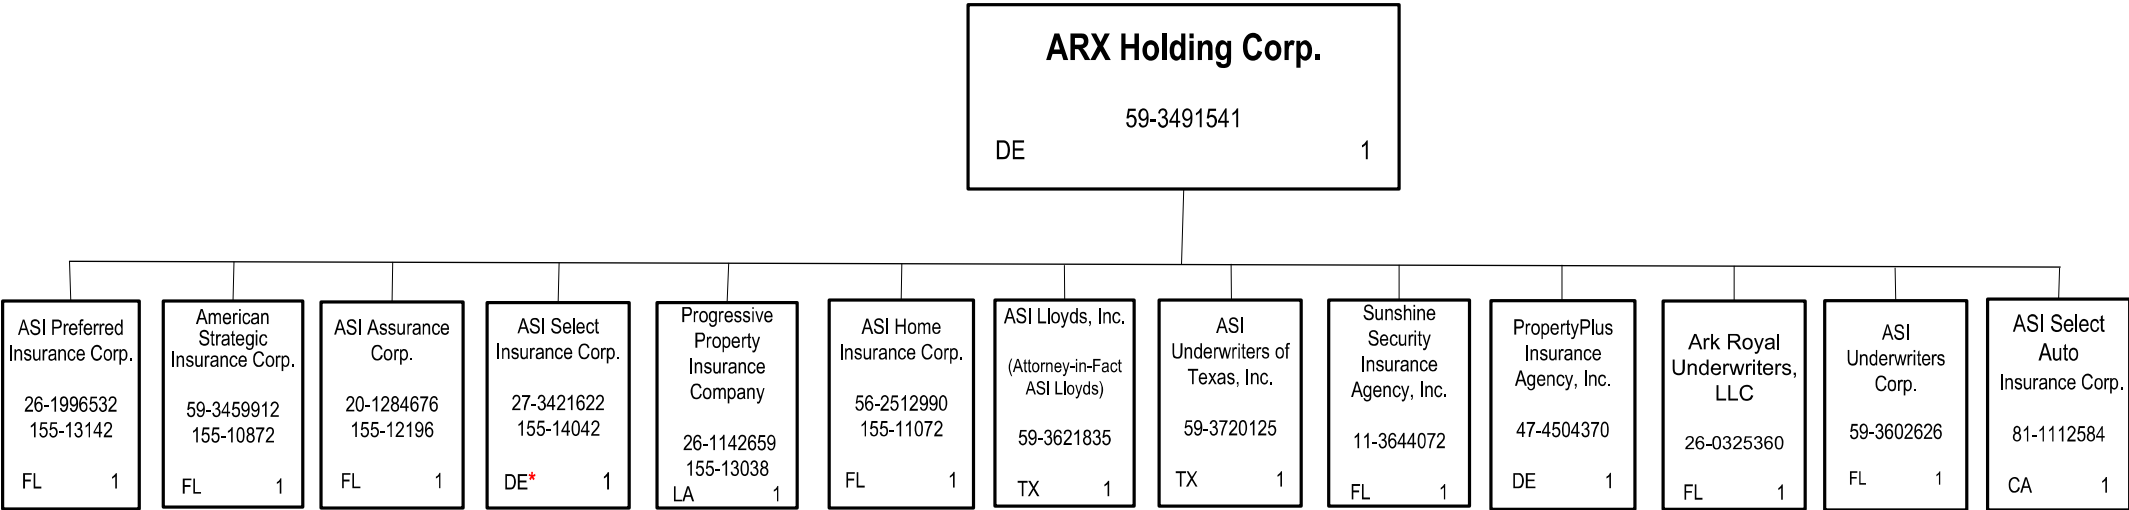 ARX Holding Corp.
59-3491541
DE 1
ASI Preferred
Insurance Corp.
26-1996532
155-13142
FL 1
American
Strategic
Insurance Corp.
59-3459912
155-10872
FL 1
ASI Assurance
Corp.
20-1284676
155-12196
FL 1
ASI Select
Insurance Corp.
27-3421622
155-14042
DE* 1
Progressive
Property
Insurance
Company
26-1142659
155-13038
LA 1
ASI Home
Insurance Corp.
56-2512990
155-11072
FL 1
ASI Lloyds, Inc.
(Attorney-in-Fact
ASI Lloyds)
59-3621835
TX 1
ASI
Underwriters of
Texas, Inc.
59-3720125
TX 1
Sunshine
Security
Insurance
Agency, Inc.
11-3644072
FL 1
PropertyPlus
Insurance
Agency, Inc.
47-4504370
DE 1
Ark Royal
Underwriters,
LLC
26-0325360
FL 1
ASI
Underwriters
Corp.
59-3602626
FL 1
ASI Select
Auto
Insurance Corp.
81-1112584
CA 1